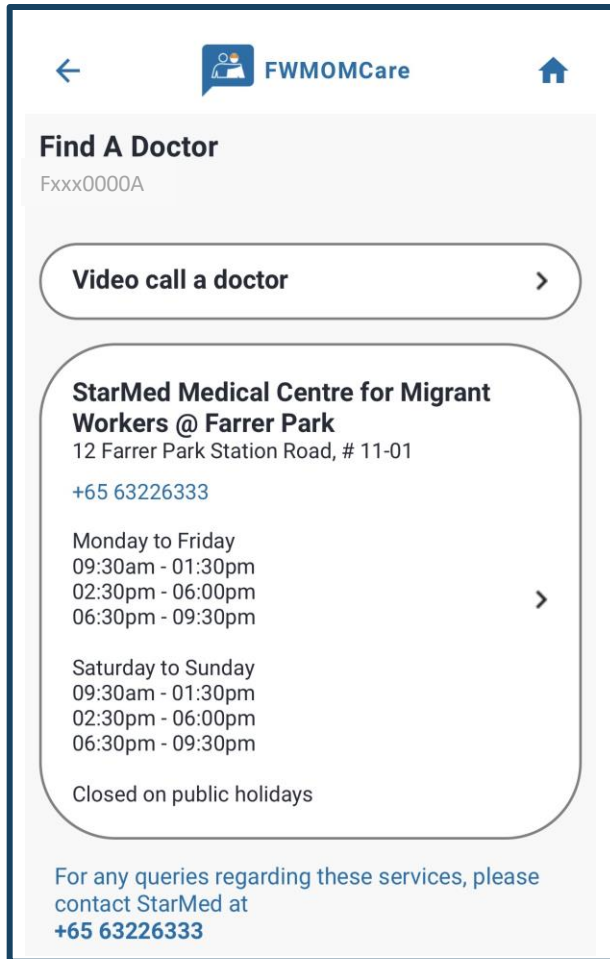 FWMOMCare
Find A Doctor
Fxxx0000A
Video call a doctor
StarMed Medical Centre for Migrant
Workers @ Farrer Park
12 Farrer Park Station Road, # 11-01
+65 63226333
Monday to Friday
09:30am - 01:30pm
02:30pm - 06:00pm
06:30pm - 09:30pm
Saturday to Sunday
09:30am - 01:30pm
02:30pm - 06:00pm
06:30pm - 09:30pm
Closed on public holidays
For any queries regarding these services, please
contact StarMed at
+65 63226333